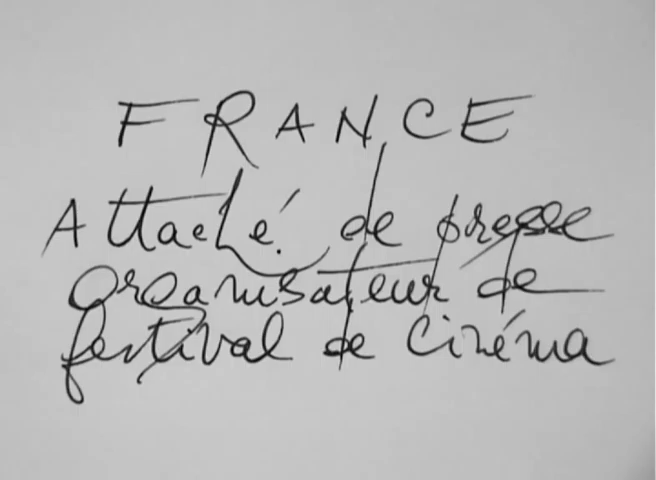 FRANCE
Attaché de presse
organisateur de
festival de cinéma